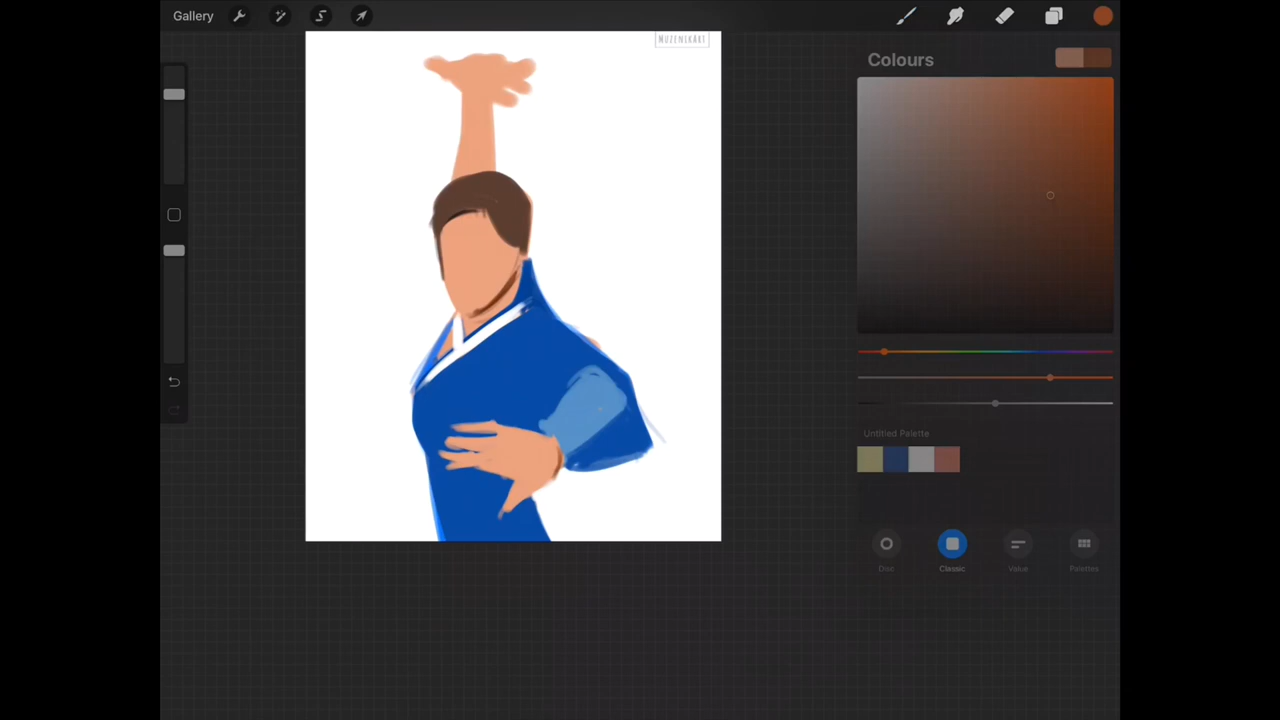 Gallery
MUZENIKART
Colours
Untitled Palette
Disc
Classic
Value
Palettes